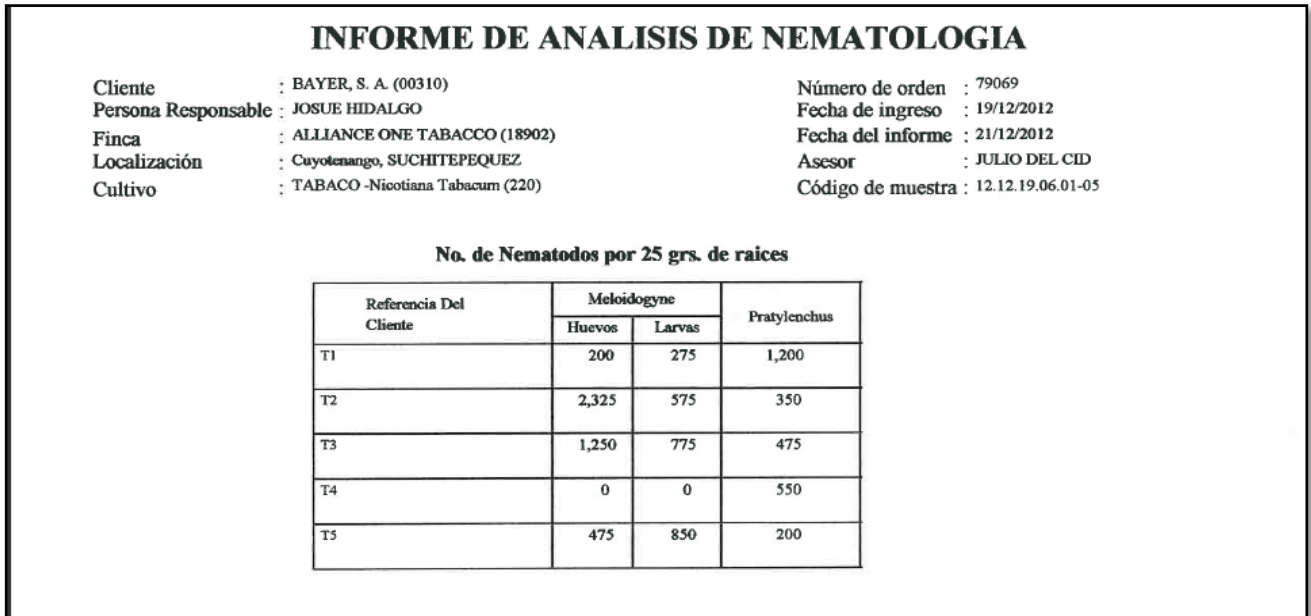 INFORME DE ANALISIS DE NEMATOLOGIA
Cliente : BAYER, S. A. (00310)
Número de orden : 79069
Persona Responsable : JOSUE HIDALGO
Fecha de ingreso : 19/12/2012
Finca : ALLIANCE ONE TABACCO (18902)
Fecha del informe : 21/12/2012
Localización : Cuyotenango, SUCHITEPEQUEZ
Asesor : JULIO DEL CID
Cultivo : TABACO -Nicotiana Tabacum (220)
Código de muestra : 12.12.19.06.01-05
No. de Nematodos por 25 grs. de raices
Referencia Del Cliente
Meloidogyne
Pratylenchus
Huevos Larvas
T1 200 275 1,200
T2 2,325 575 350
T3 1,250 775 475
T4 0 0 550
T5 475 850 200